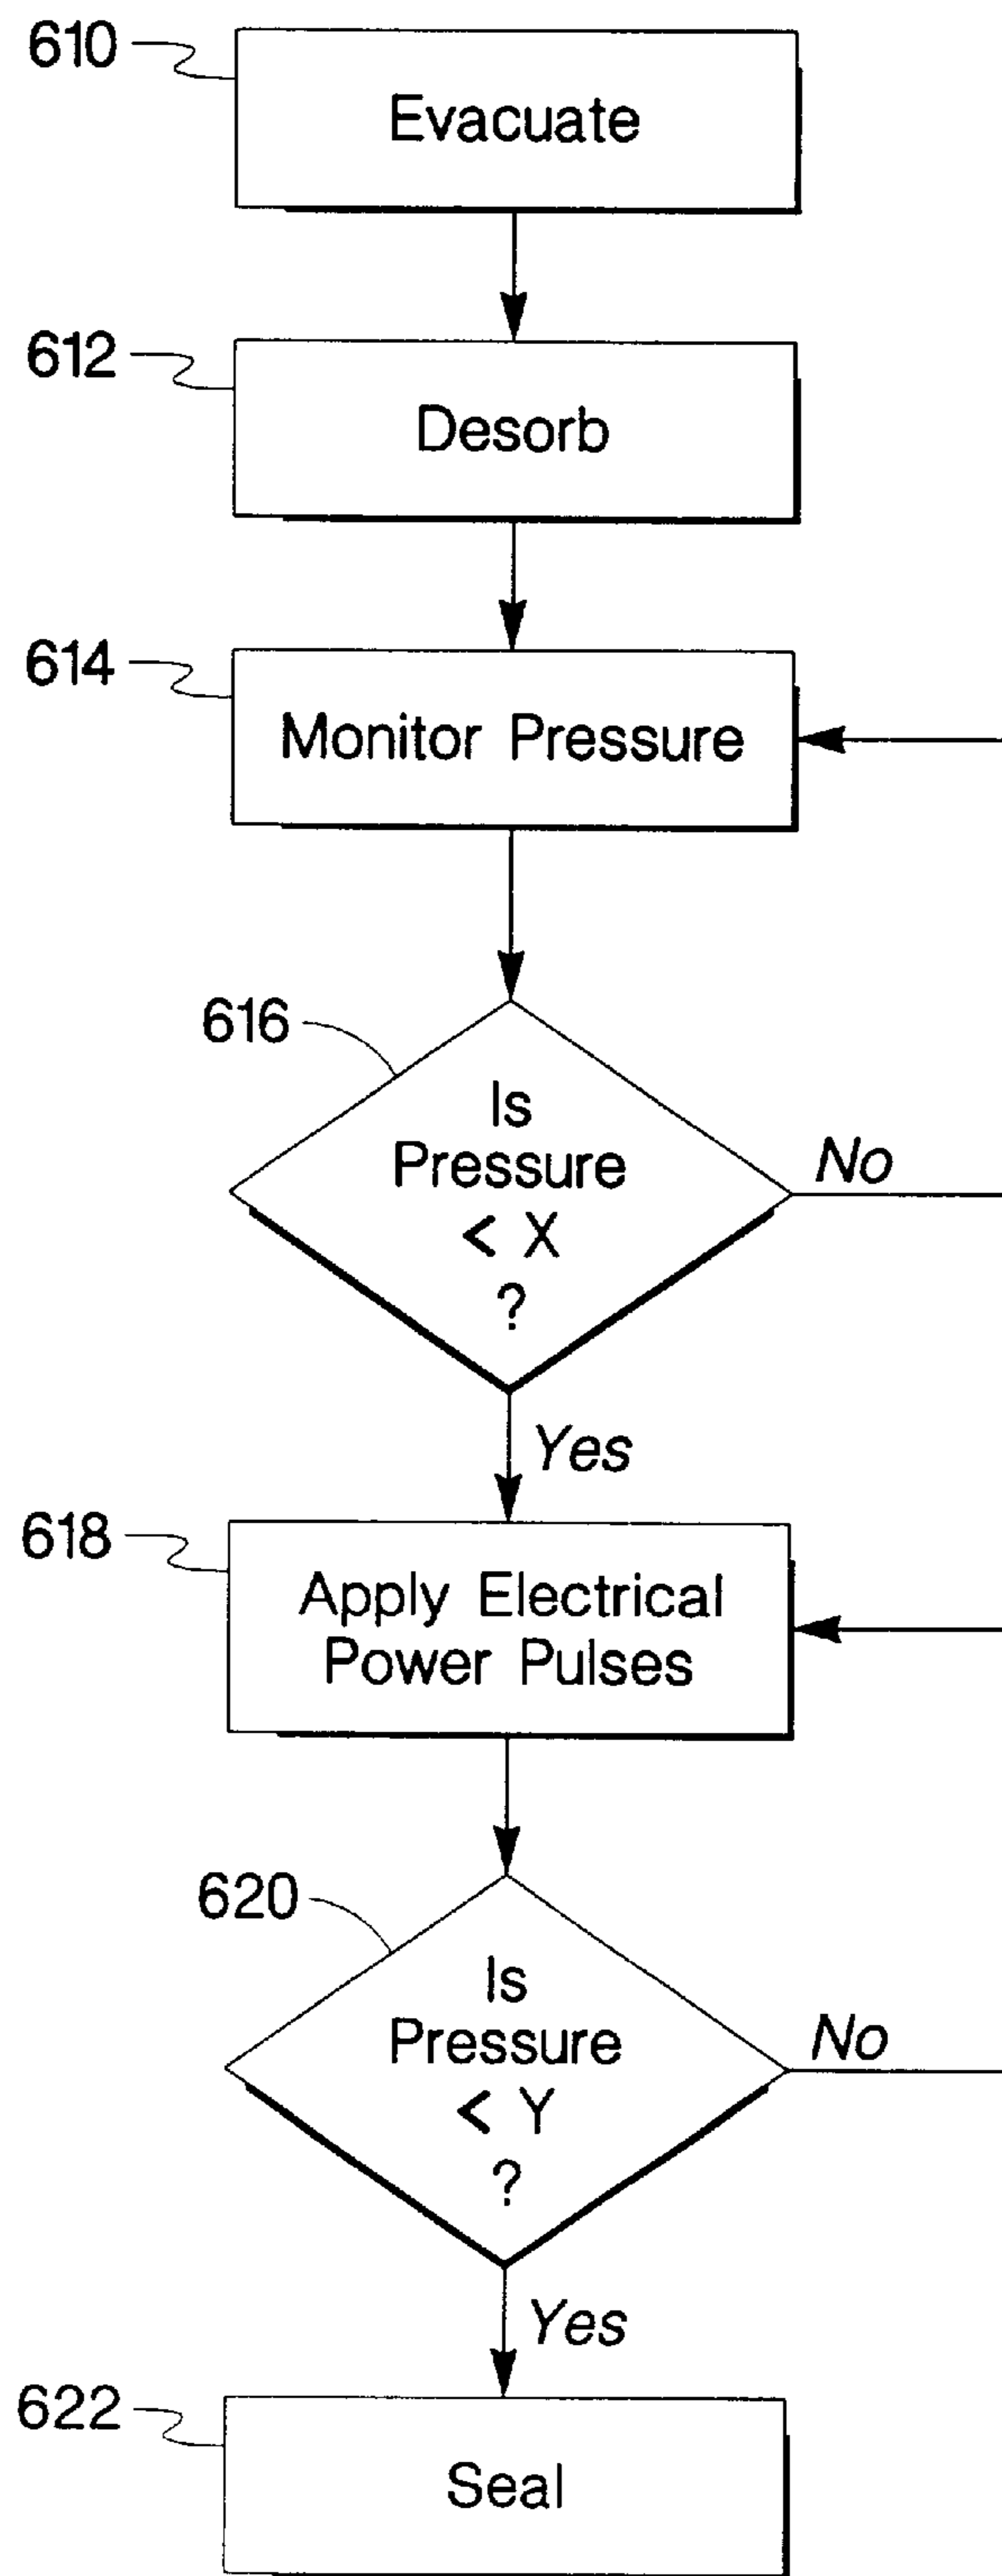 610
Evacuate
612
Desorb
614
Monitor Pressure
616
Is
Pressure
< X
?
No
Yes
618
Apply Electrical
Power Pulses
620
Is
Pressure
< Y
?
No
Yes
622
Seal